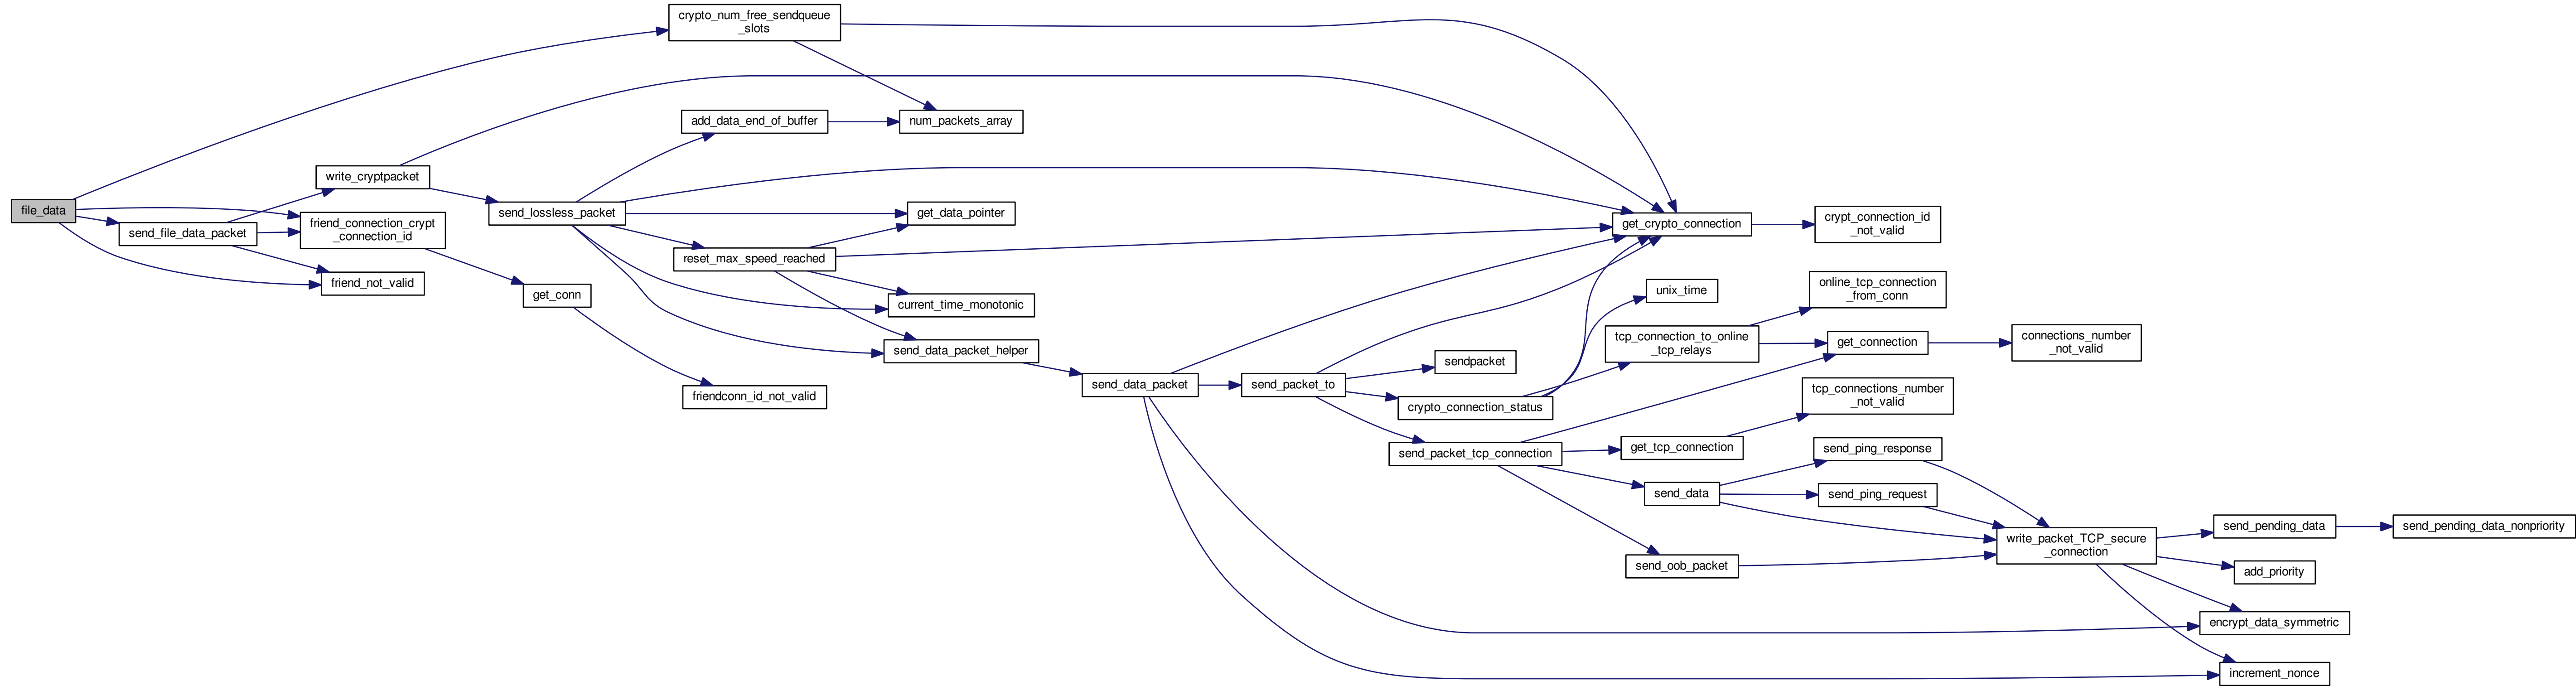 file_data
send_file_data_packet
write_cryptpacket
friend_connection_crypt
_connection_id
friend_not_valid
get_conn
send_lossless_packet
crypto_num_free_sendqueue
_slots
add_data_end_of_buffer
reset_max_speed_reached
friendconn_id_not_valid
num_packets_array
get_data_pointer
current_time_monotonic
send_data_packet_helper
send_data_packet
send_packet_to
sendpacket
crypto_connection_status
send_packet_tcp_connection
get_crypto_connection
unix_time
tcp_connection_to_online
_tcp_relays
get_tcp_connection
send_data
send_oob_packet
crypt_connection_id
_not_valid
online_tcp_connection
_from_conn
get_connection
tcp_connections_number
_not_valid
send_ping_response
send_ping_request
connections_number
_not_valid
write_packet_TCP_secure
_connection
send_pending_data
add_priority
encrypt_data_symmetric
increment_nonce
send_pending_data_nonpriority